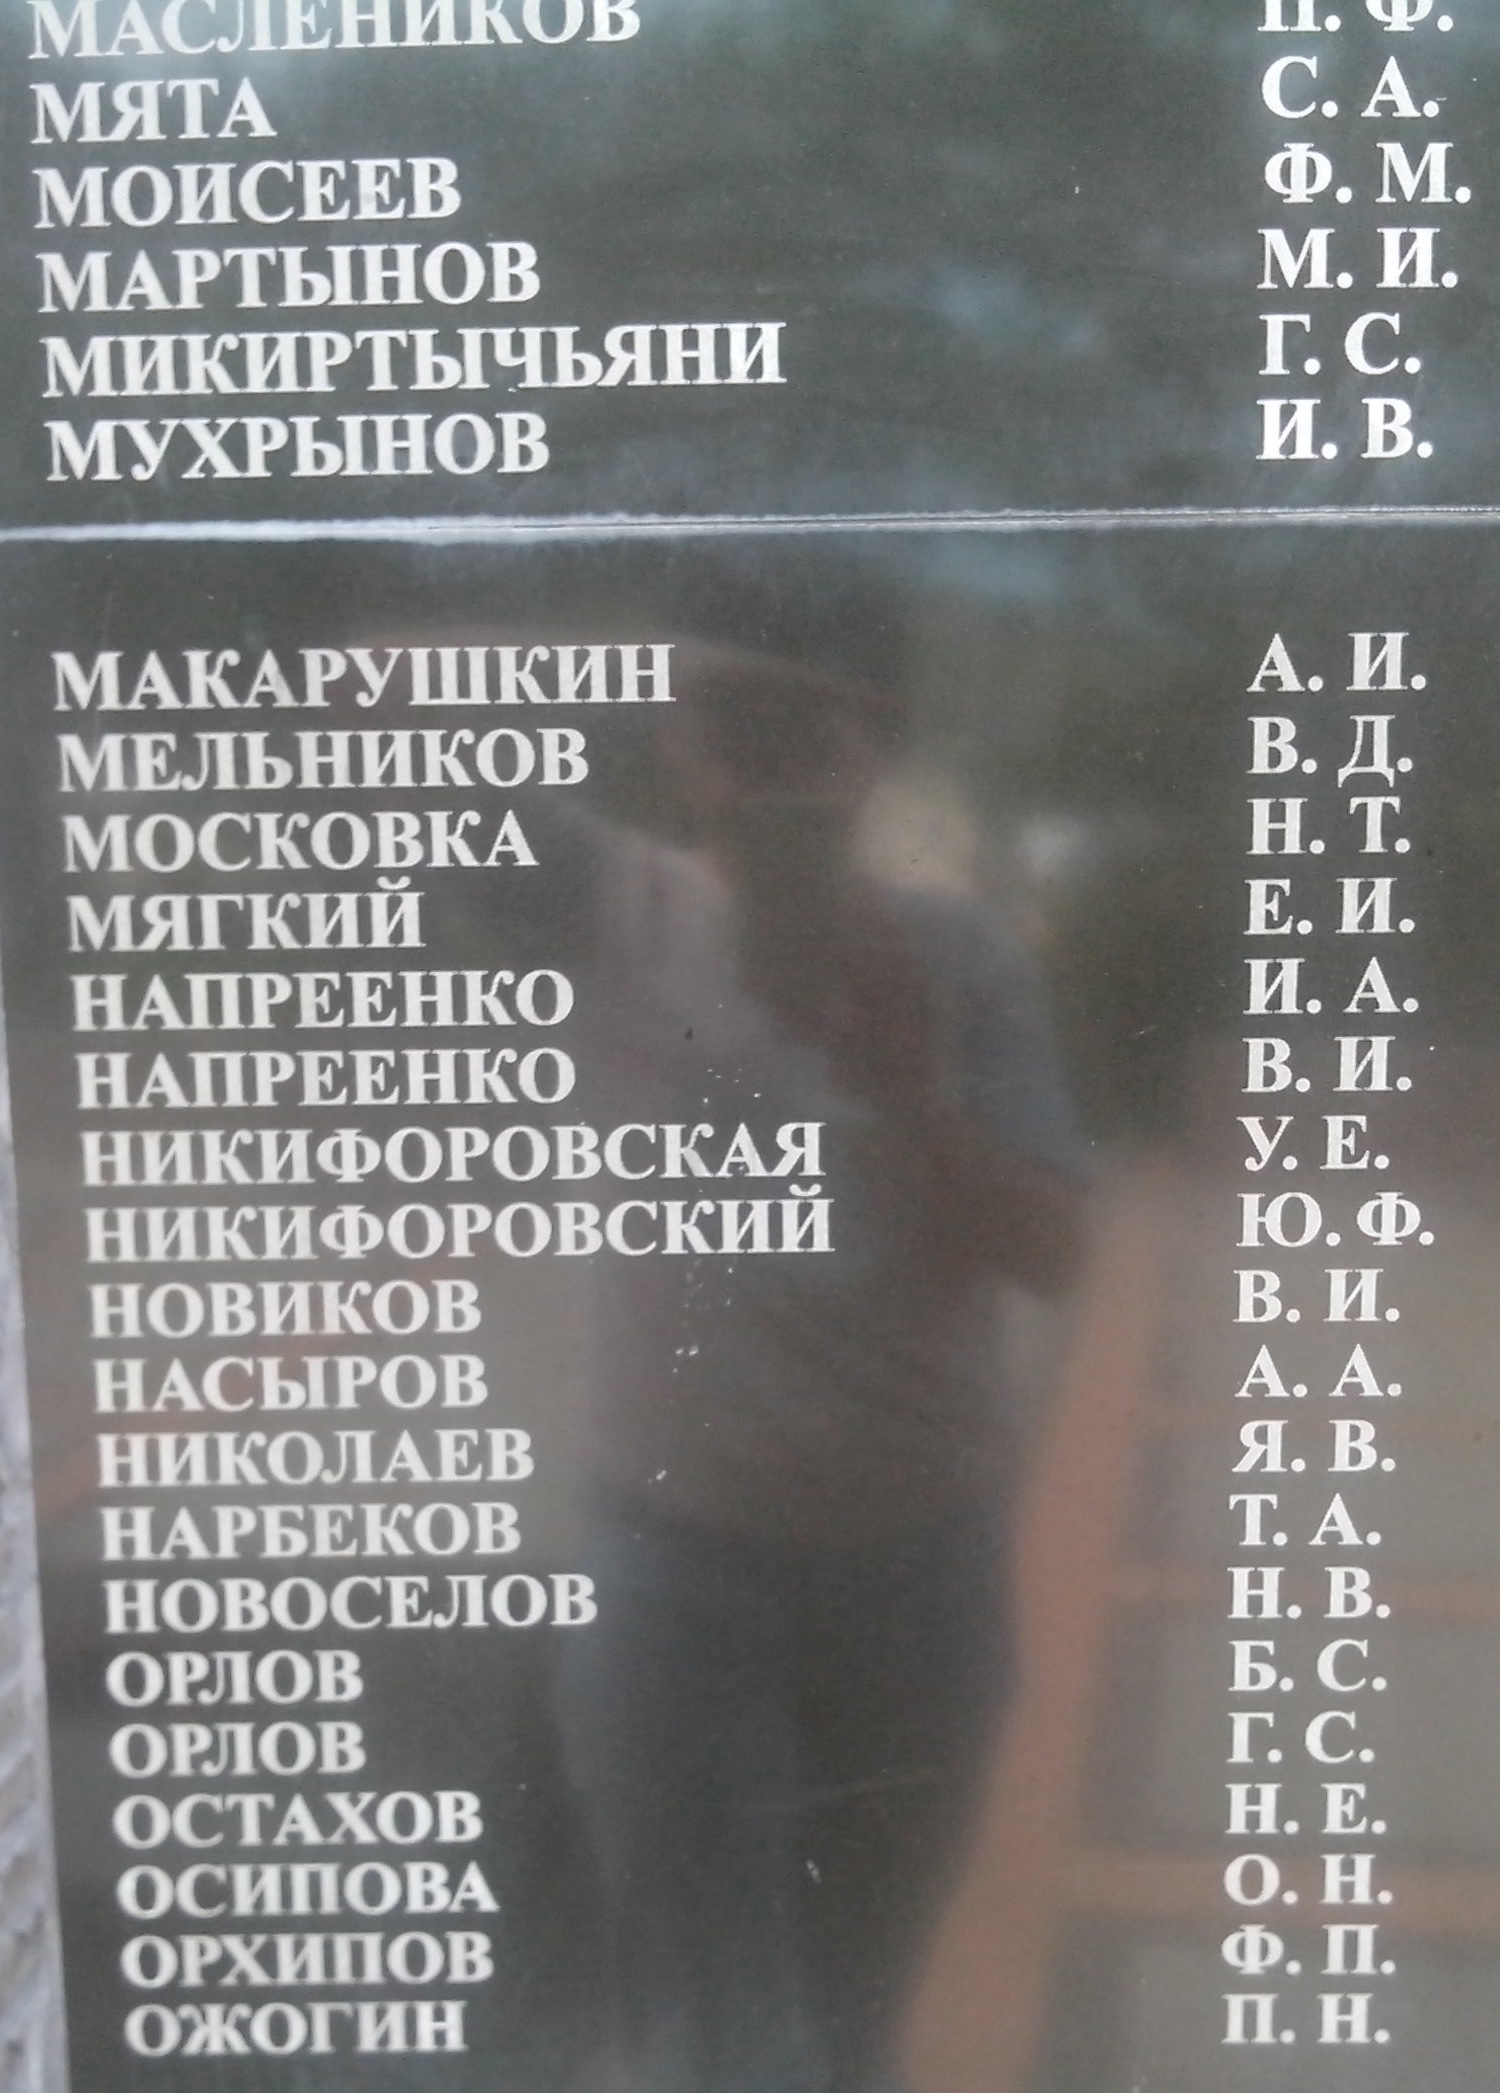 МАСЛЕНИКОВ П. Ф.
МЯТА С. А.
МОИСЕЕВ Ф. М.
МАРТЫНОВ М. И.
МИКИРТЫЧЬЯНИ Г. С.
МУХРЫНОВ И. В.
МАКАРУШКИН А. И.
МЕЛЬНИКОВ В. Д.
МОСКОВКА Н. Т.
МЯГКИЙ Е. И.
НАПРЕЕНКО И. А.
НАПРЕЕНКО В. И.
НИКИФОРОВСКАЯ У. Е.
НИКИФОРОВСКИЙ Ю. Ф.
НОВИКОВ В. И.
НАСЫРОВ А. А.
НИКОЛАЕВ Я. В.
НАРБЕКОВ Т. А.
НОВОСЕЛОВ Н. В.
ОРЛОВ Б. С.
ОРЛОВ Г. С.
ОСТАХОВ Н. Е.
ОСИПОВА О. Н.
ОРХИПОВ Ф. П.
ОЖОГИН П. Н.